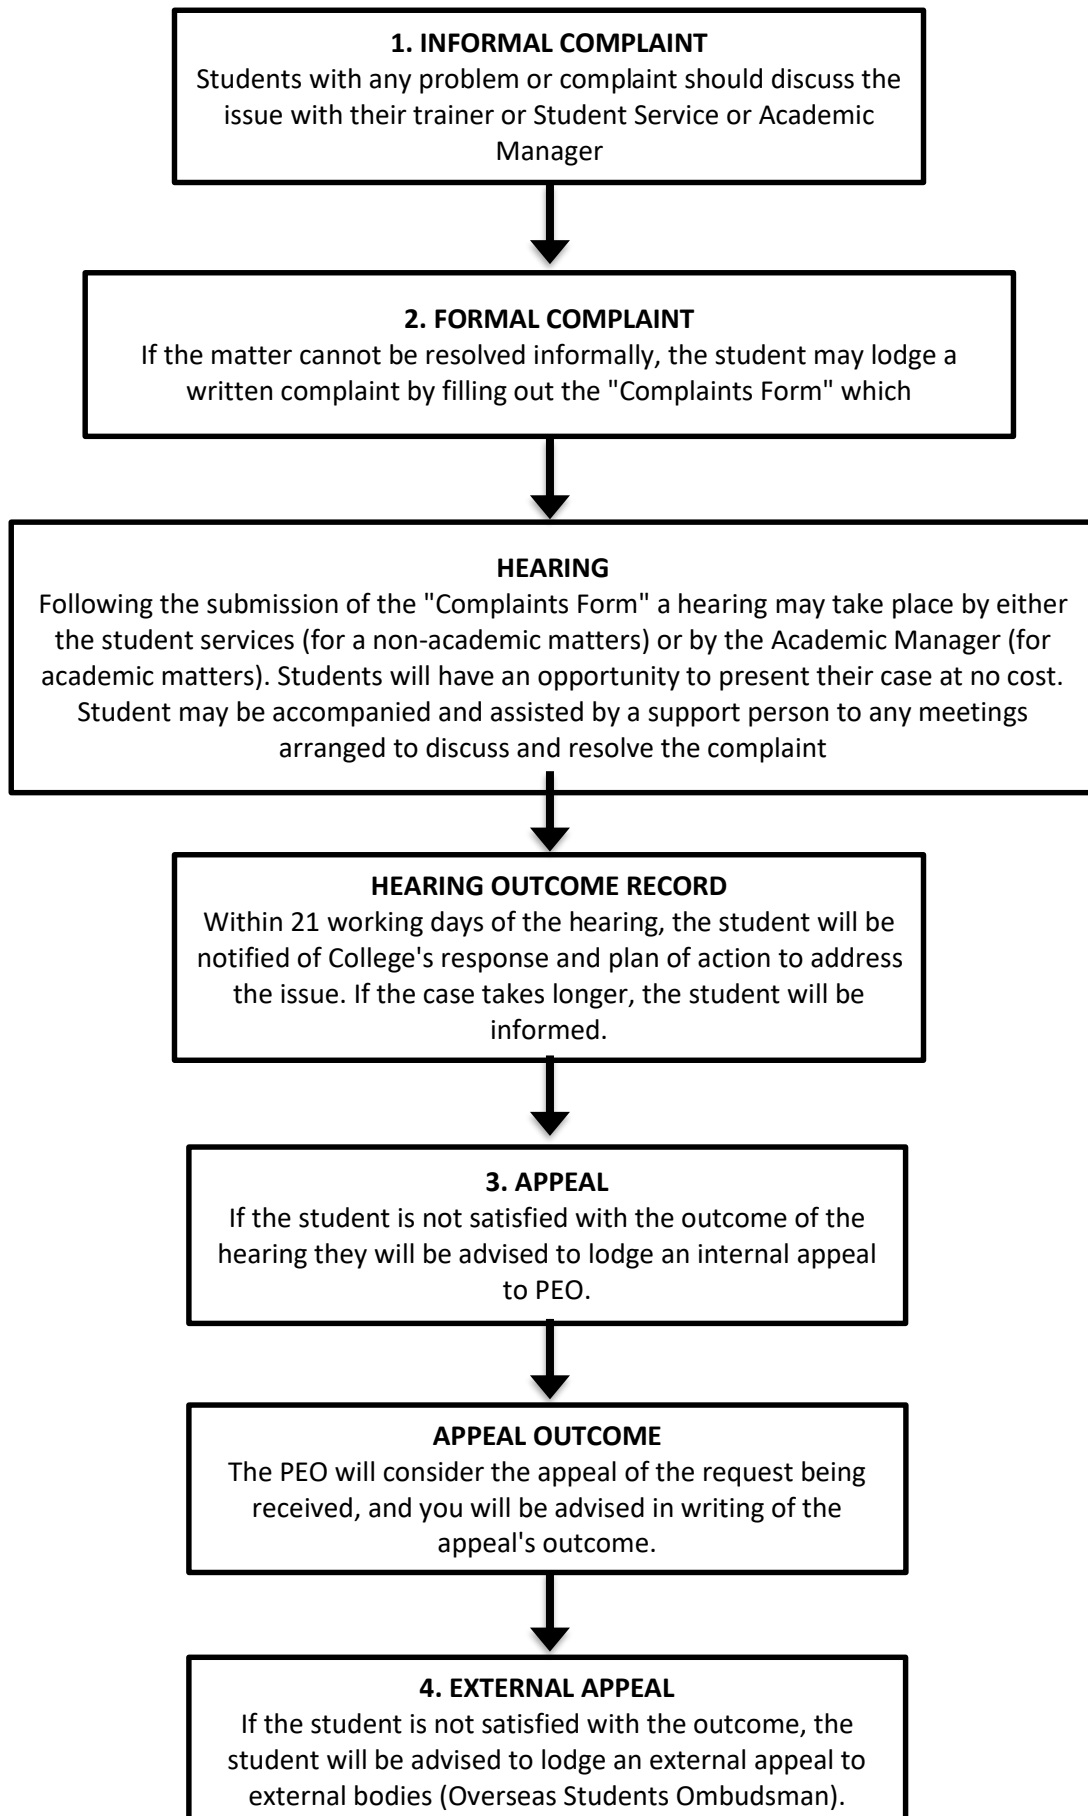 1. INFORMAL COMPLAINT
Students with any problem or complaint should discuss the
issue with their trainer or Student Service or Academic
Manager
2. FORMAL COMPLAINT
If the matter cannot be resolved informally, the student may lodge a
written complaint by filling out the "Complaints Form" which
HEARING
Following the submission of the "Complaints Form" a hearing may take place by either
the student services (for a non-academic matters) or by the Academic Manager (for
academic matters). Students will have an opportunity to present their case at no cost.
Student may be accompanied and assisted by a support person to any meetings
arranged to discuss and resolve the complaint
HEARING OUTCOME RECORD
Within 21 working days of the hearing, the student will be
notified of College's response and plan of action to address
the issue. If the case takes longer, the student will be
informed.
3. APPEAL
If the student is not satisfied with the outcome of the
hearing they will be advised to lodge an internal appeal
to PEO.
APPEAL OUTCOME
The PEO will consider the appeal of the request being
received, and you will be advised in writing of the
appeal's outcome.
4. EXTERNAL APPEAL
If the student is not satisfied with the outcome, the
student will be advised to lodge an external appeal to
external bodies (Overseas Students Ombudsman).